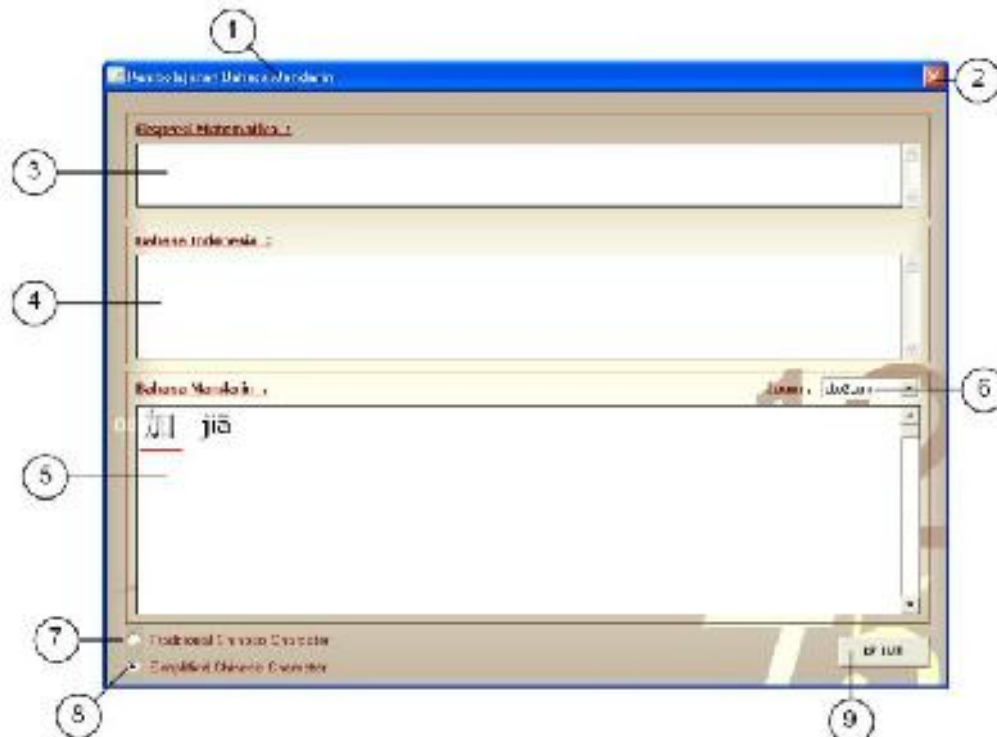 1
Pembelajaran Bahasa Mandarin
2
Ekspresi Matematika :
3
Bahasa Indonesia :
4
Bahasa Mandarin :
Zoom :
6
加 jiā
5
7
Traditional Chinese Character
8
Simplified Chinese Character
9